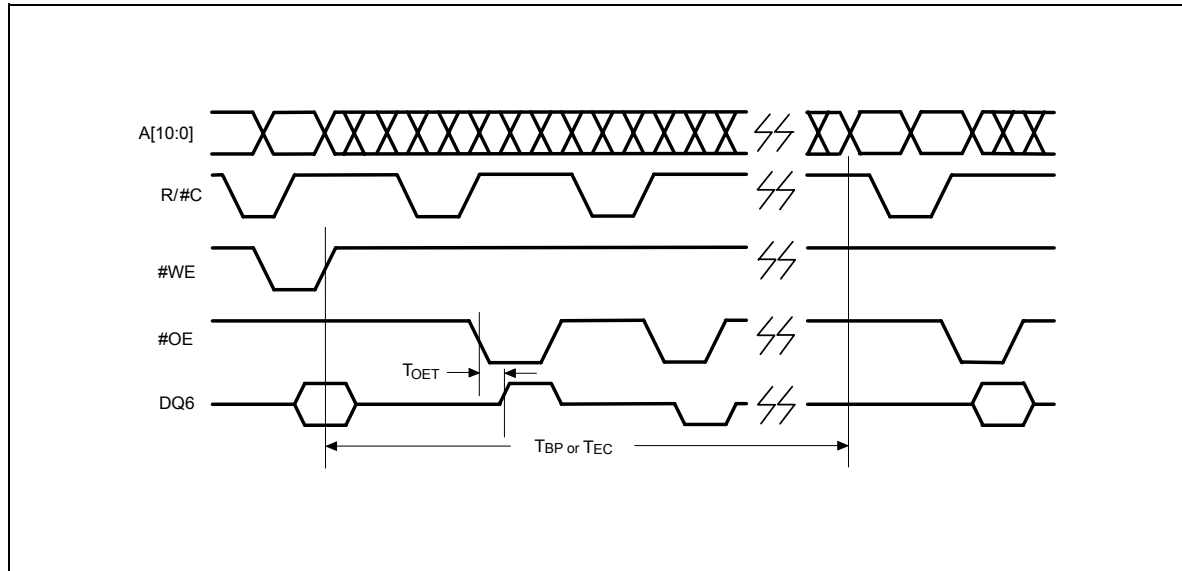 A[10:0]
R/#C
#WE
#OE
TOET
DQ6
TBP or TEC